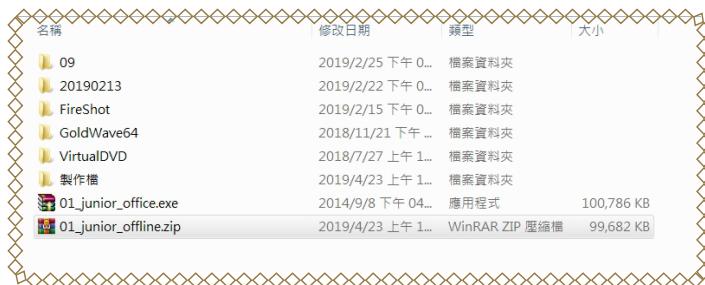 名稱 修改日期 類型 大小
09 2019/2/25 下午 0... 檔案資料夾
20190213 2019/2/22 下午 0... 檔案資料夾
FireShot 2019/2/15 下午 0... 檔案資料夾
GoldWave64 2018/11/21 下午 ... 檔案資料夾
VirtualDVD 2018/7/27 上午 1... 檔案資料夾
製作檔 2019/4/23 上午 1... 檔案資料夾
01_junior_office.exe 2014/9/8 下午 04... 應用程式 100,786 KB
01_junior_offline.zip 2019/4/23 上午 1... WinRAR ZIP 壓縮檔 99,682 KB